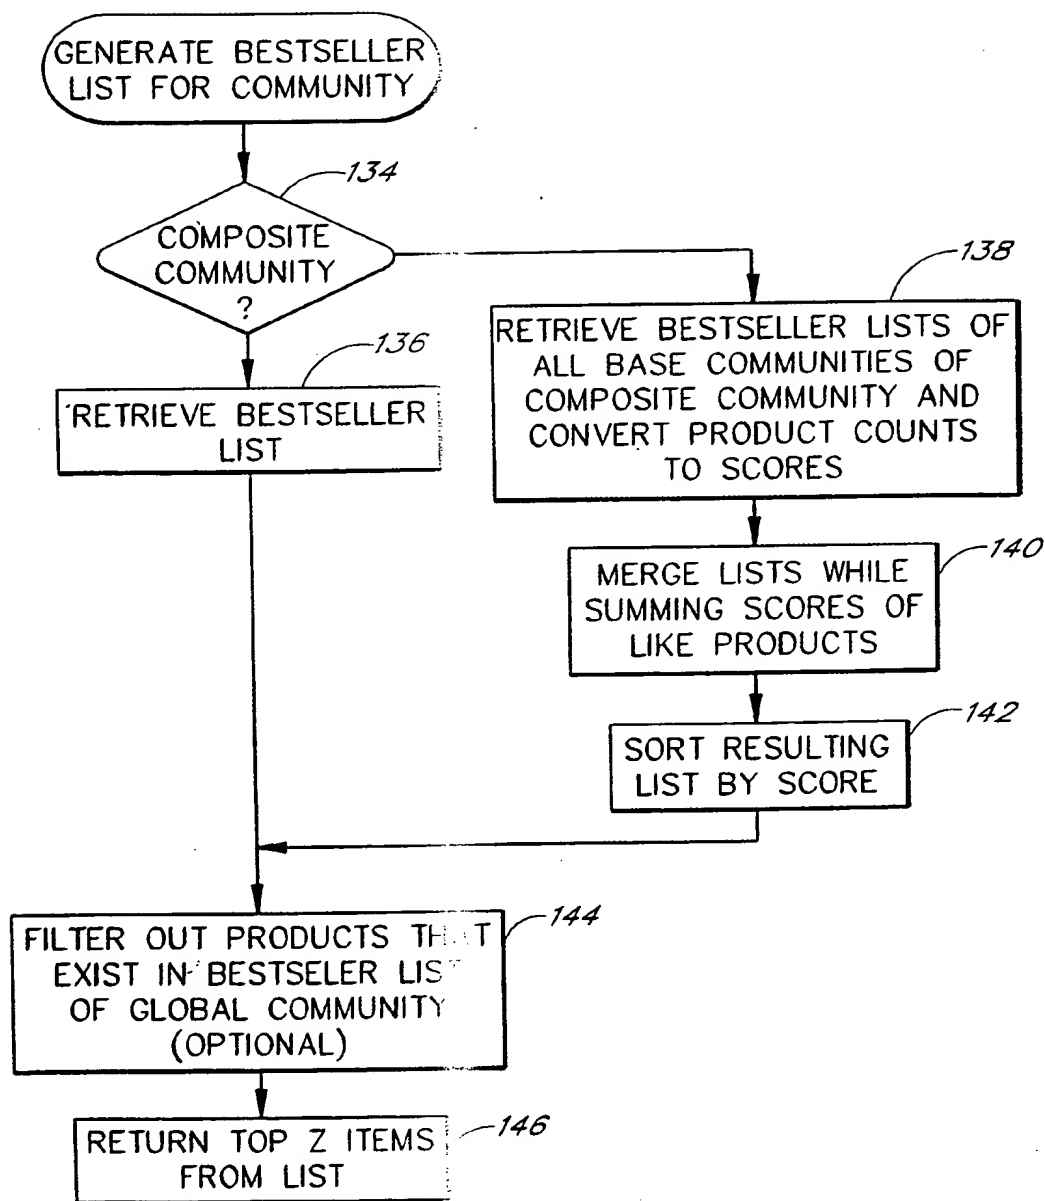 GENERATE BESTSELLER
LIST FOR COMMUNITY
134
COMPOSITE
COMMUNITY
?
136
RETRIEVE BESTSELLER
LIST
138
RETRIEVE BESTSELLER LISTS OF
ALL BASE COMMUNITIES OF
COMPOSITE COMMUNITY AND
CONVERT PRODUCT COUNTS
TO SCORES
140
MERGE LISTS WHILE
SUMMING SCORES OF
LIKE PRODUCTS
142
SORT RESULTING
LIST BY SCORE
144
FILTER OUT PRODUCTS THAT
EXIST IN BESTSELER LIST
OF GLOBAL COMMUNITY
(OPTIONAL)
146
RETURN TOP Z ITEMS
FROM LIST